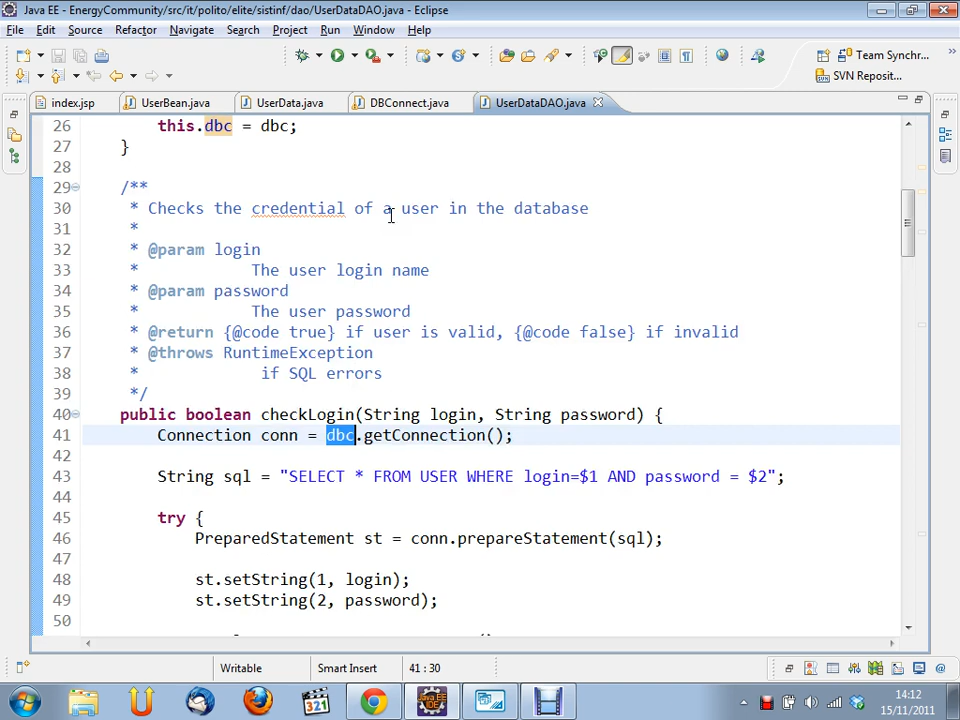 Java EE - EnergyCommunity/src/it/polito/elite/sistinf/dao/UserDataDAO.java - Eclipse
File Edit Source Refactor Navigate Search Project Run Window Help
Team Synchr...
SVN Reposit...
index.jsp UserBean.java UserData.java DBConnect.java UserDataDAO.java
26 this.dbc = dbc;
27 }
28
29 /**
30 * Checks the credential of a user in the database
31 *
32 * @param login
33 * The user login name
34 * @param password
35 * The user password
36 * @return {@code true} if user is valid, {@code false} if invalid
37 * @throws RuntimeException
38 * if SQL errors
39 */
40 public boolean checkLogin(String login, String password) {
41 Connection conn = dbc.getConnection();
42
43 String sql = "SELECT * FROM USER WHERE login=$1 AND password = $2";
44
45 try {
46 PreparedStatement st = conn.prepareStatement(sql);
47
48 st.setString(1, login);
49 st.setString(2, password);
50
Writable Smart Insert 41 : 30
14:12
15/11/2011